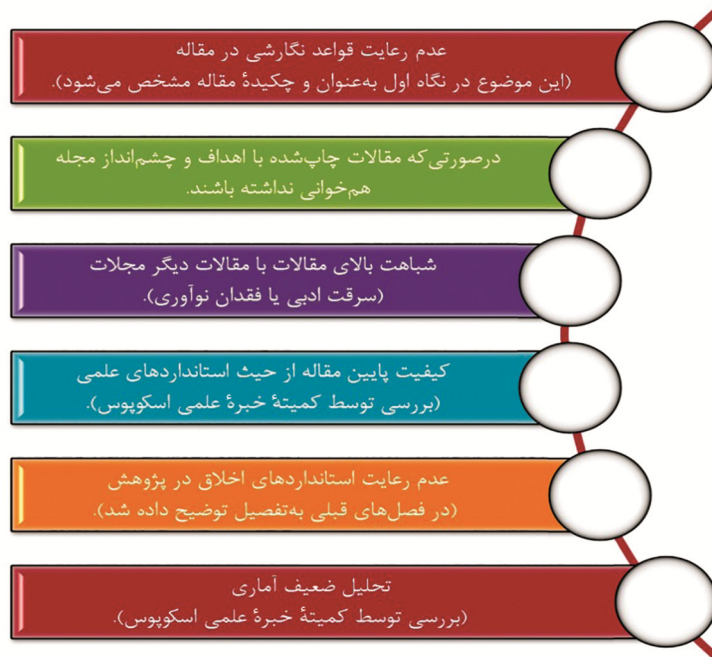 عدم رعایت قواعد نگارشی در مقاله
(این موضوع در نگاه اول به‌عنوان و چکیدهٔ مقاله مشخص می‌شود).
درصورتی‌که مقالات چاپ‌شده با اهداف و چشم‌انداز مجله
هم‌خوانی نداشته باشند.
شباهت بالای مقالات با مقالات دیگر مجلات
(سرقت ادبی یا فقدان نوآوری).
کیفیت پایین مقاله از حیث استانداردهای علمی
(بررسی توسط کمیتهٔ خبرهٔ علمی اسکوپوس).
عدم رعایت استانداردهای اخلاق در پژوهش
(در فصل‌های قبلی به‌تفصیل توضیح داده شد).
تحلیل ضعیف آماری
(بررسی توسط کمیتهٔ خبرهٔ علمی اسکوپوس).